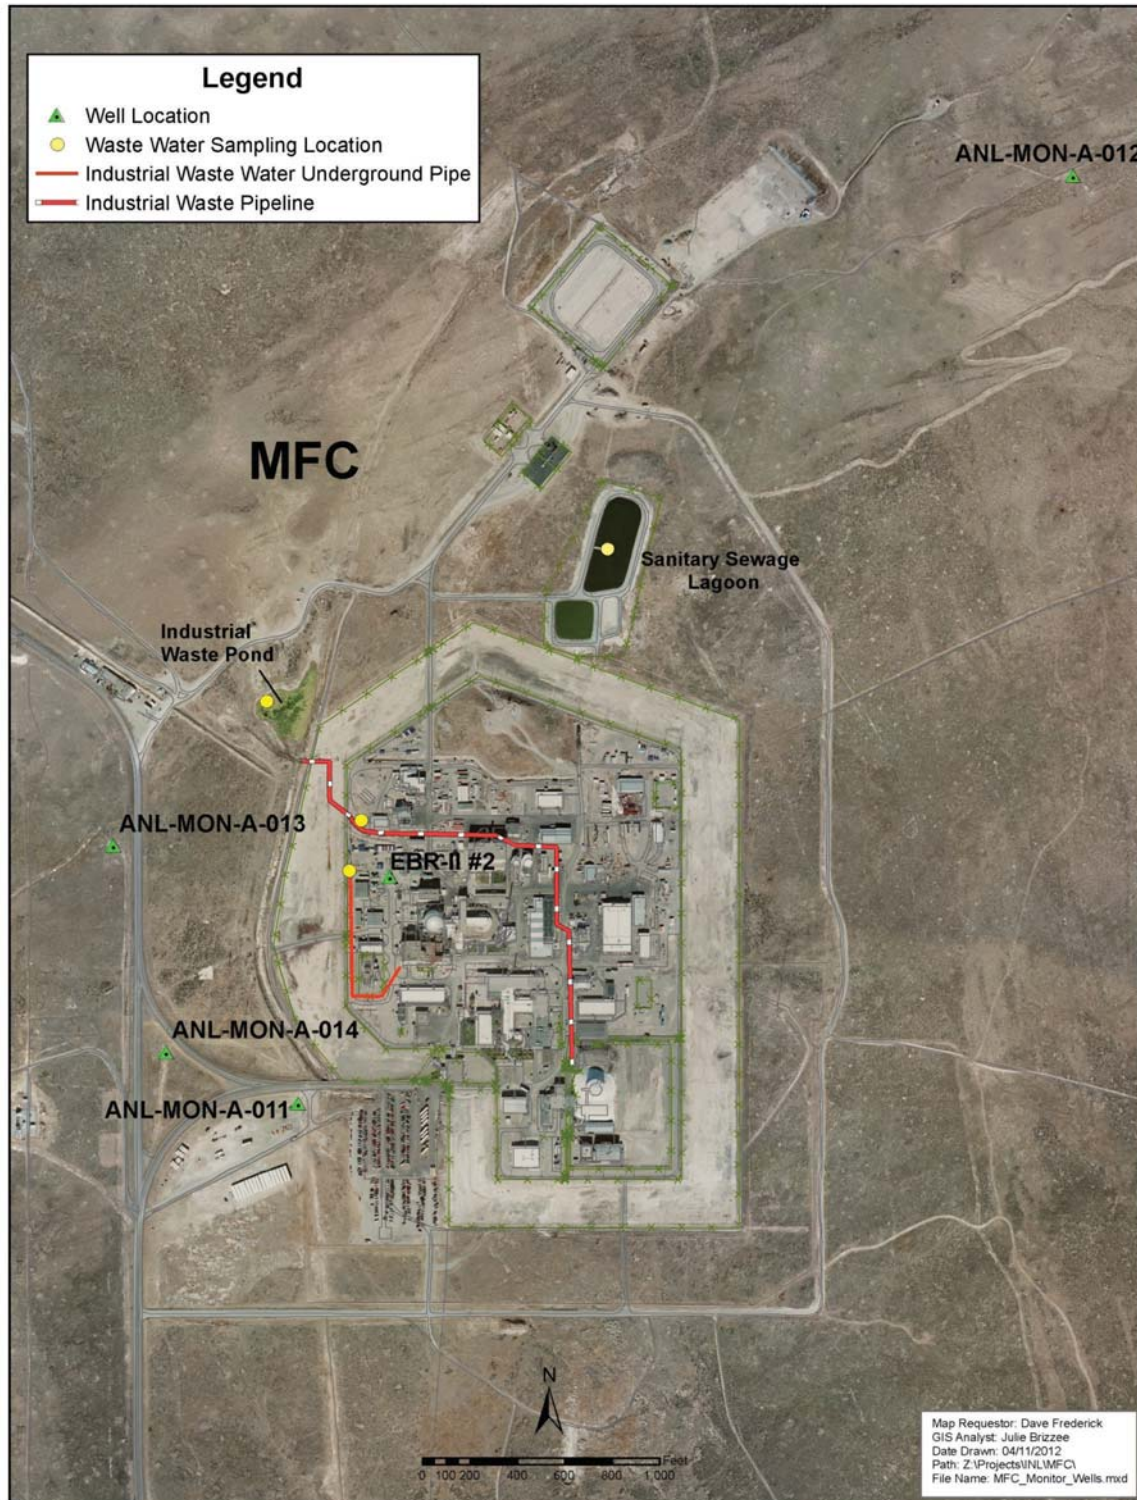 Legend
Well Location
Waste Water Sampling Location
Industrial Waste Water Underground Pipe
Industrial Waste Pipeline
ANL-MON-A-012
MFC
Sanitary Sewage
Lagoon
Industrial
Waste Pond
ANL-MON-A-013
EBR-II #2
ANL-MON-A-014
ANL-MON-A-011
N
Feet
0 100 200 400 600 800 1,000
Map Requestor: Dave Frederick
GIS Analyst: Julie Brizzee
Date Drawn: 04/11/2012
Path: Z:\Projects\INL\MFC\
File Name: MFC_Monitor_Wells.mxd